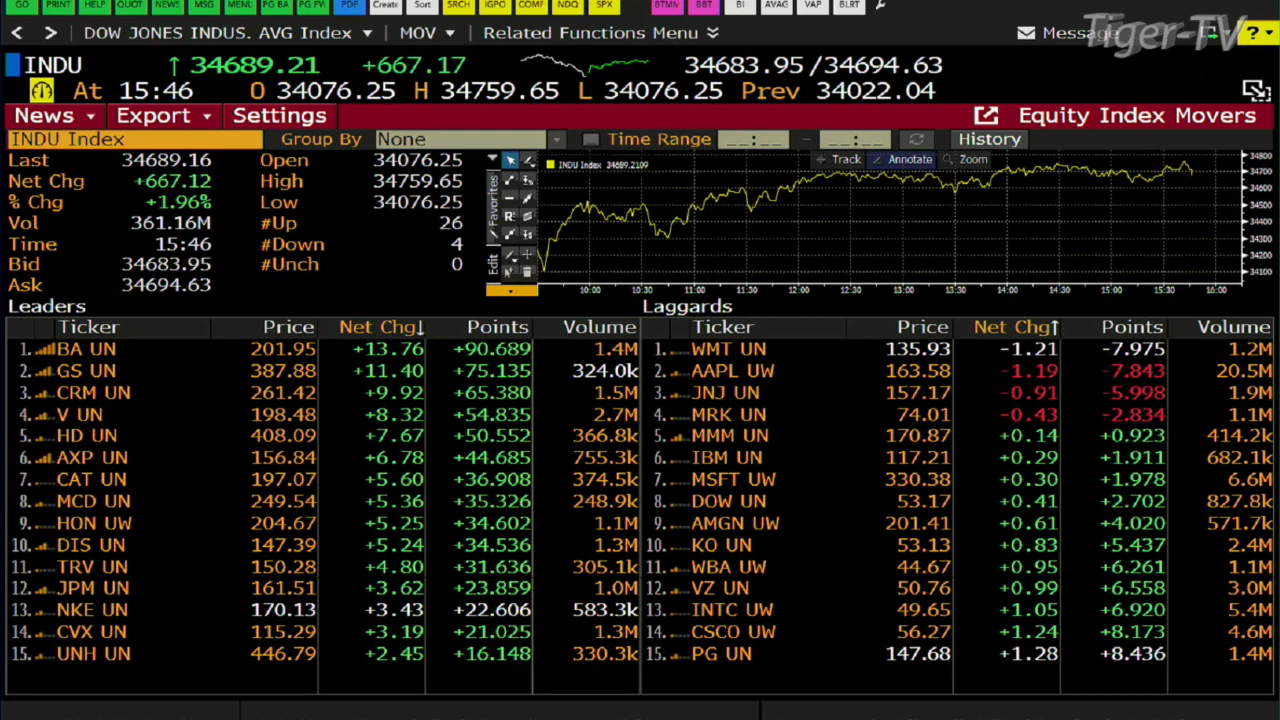 GO PRINT HELP QUOT NEWS MSG MENU PG BA PG FW PDF Create Sort SRCH IGPO COMF NDQ SPX BTMM BBT BI AVAG VAP BLRT
< > DOW JONES INDUS. AVG Index MOV Related Functions Menu Message ?
Tiger-TV
INDU ↑ 34689.21 +667.17 34683.95/34694.63
At 15:46 O 34076.25 H 34759.65 L 34076.25 Prev 34022.04
News Export Settings Equity Index Movers
INDU Index Group By None Time Range __:__ - __:__ History
Last 34689.16 Open 34076.25
Net Chg +667.12 High 34759.65
% Chg +1.96% Low 34076.25
Vol 361.16M #Up 26
Time 15:46 #Down 4
Bid 34683.95 #Unch 0
Ask 34694.63
Favorites
Edit
INDU Index 34689.2109 Track Annotate Zoom
34800
34700
34600
34500
34400
34300
34200
34100
10:00 10:30 11:00 11:30 12:00 12:30 13:00 13:30 14:00 14:30 15:00 15:30 16:00
Leaders Laggards
Ticker Price Net Chg↓ Points Volume Ticker Price Net Chg↑ Points Volume
1. BA UN 201.95 +13.76 +90.689 1.4M 1. WMT UN 135.93 -1.21 -7.975 1.2M
2. GS UN 387.88 +11.40 +75.135 324.0k 2. AAPL UW 163.58 -1.19 -7.843 20.5M
3. CRM UN 261.42 +9.92 +65.380 1.5M 3. JNJ UN 157.17 -0.91 -5.998 1.9M
4. V UN 198.48 +8.32 +54.835 2.7M 4. MRK UN 74.01 -0.43 -2.834 1.1M
5. HD UN 408.09 +7.67 +50.552 366.8k 5. MMM UN 170.87 +0.14 +0.923 414.2k
6. AXP UN 156.84 +6.78 +44.685 755.3k 6. IBM UN 117.21 +0.29 +1.911 682.1k
7. CAT UN 197.07 +5.60 +36.908 374.5k 7. MSFT UW 330.38 +0.30 +1.978 6.6M
8. MCD UN 249.54 +5.36 +35.326 248.9k 8. DOW UN 53.17 +0.41 +2.702 827.8k
9. HON UW 204.67 +5.25 +34.602 1.1M 9. AMGN UW 201.41 +0.61 +4.020 571.7k
10. DIS UN 147.39 +5.24 +34.536 1.3M 10. KO UN 53.13 +0.83 +5.437 2.4M
11. TRV UN 150.28 +4.80 +31.636 305.1k 11. WBA UW 44.67 +0.95 +6.261 1.1M
12. JPM UN 161.51 +3.62 +23.859 1.0M 12. VZ UN 50.76 +0.99 +6.558 3.0M
13. NKE UN 170.13 +3.43 +22.606 583.3k 13. INTC UW 49.65 +1.05 +6.920 5.4M
14. CVX UN 115.29 +3.19 +21.025 1.3M 14. CSCO UW 56.27 +1.24 +8.173 4.6M
15. UNH UN 446.79 +2.45 +16.148 330.3k 15. PG UN 147.68 +1.28 +8.436 1.4M